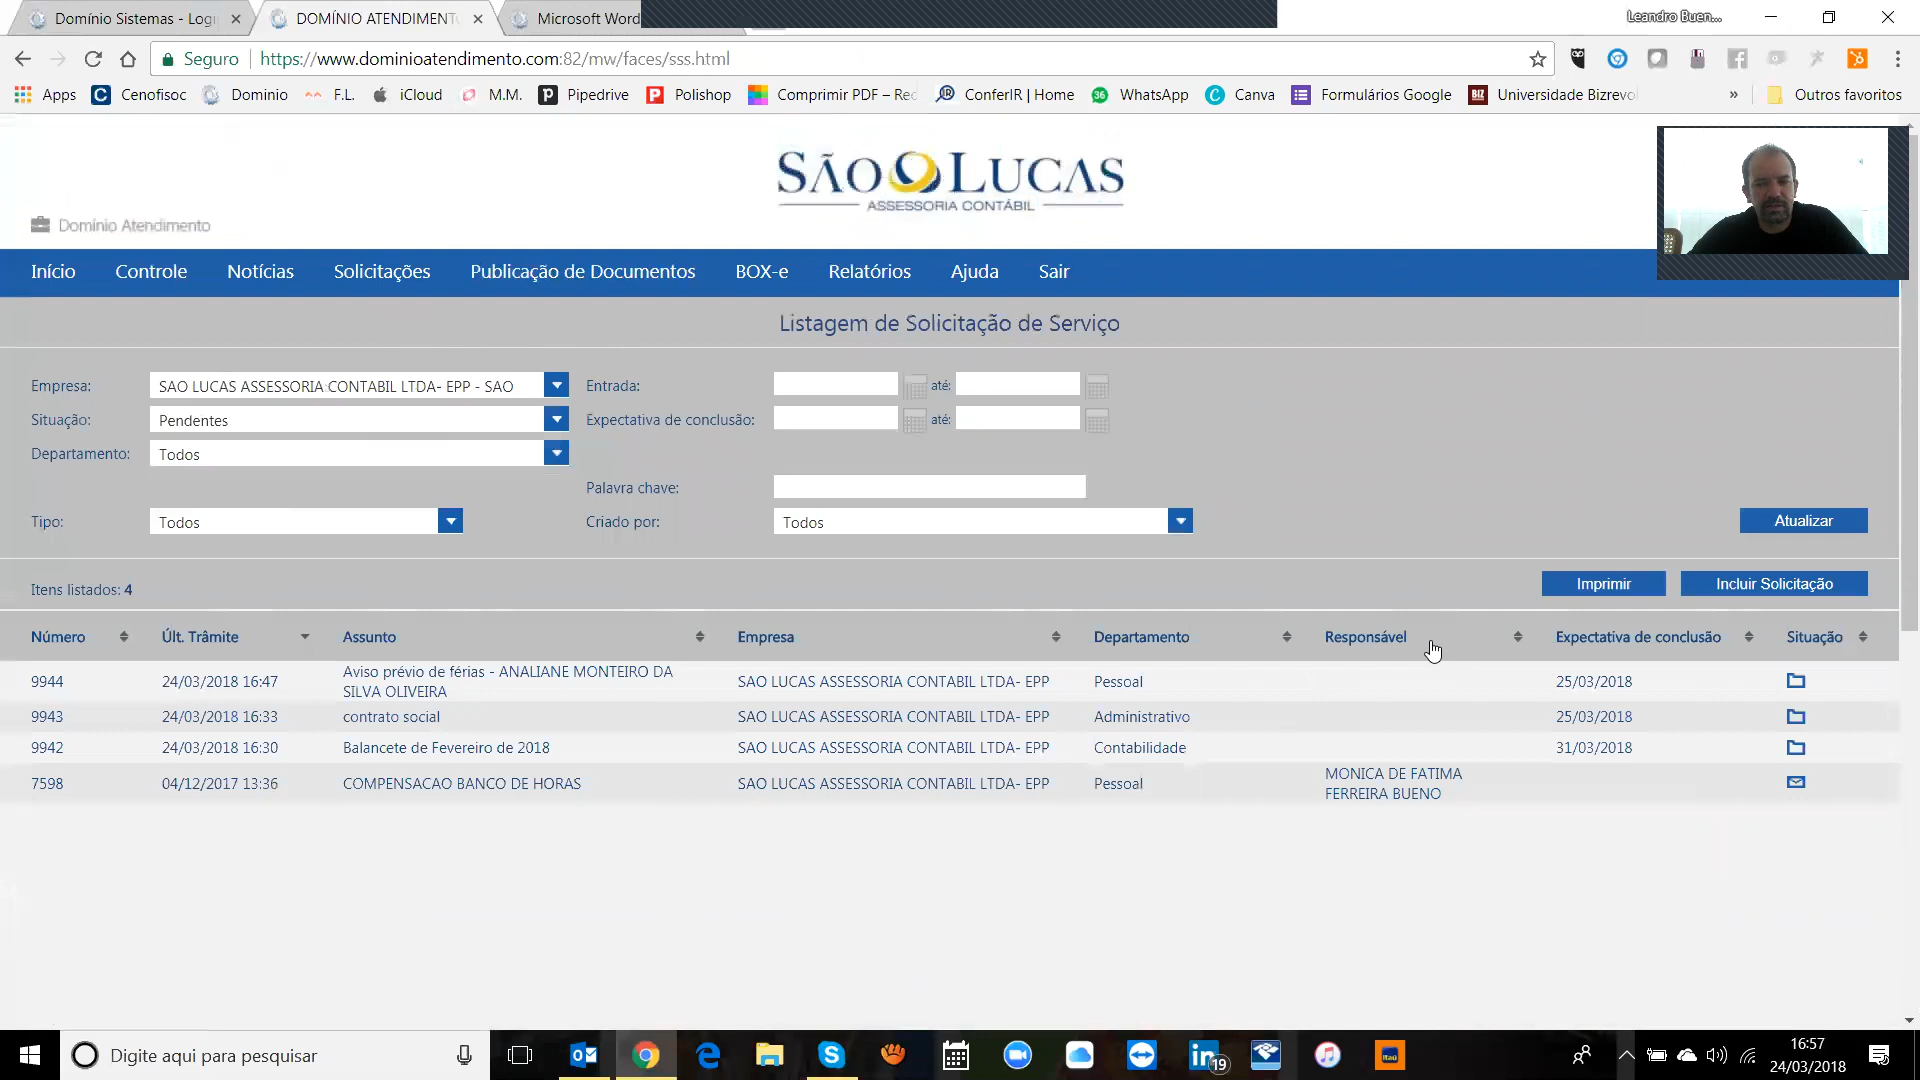 Domínio Sistemas - Logi
DOMÍNIO ATENDIMENT
Microsoft Word
Leandro Buen...
Seguro
https://www.dominioatendimento.com:82/mw/faces/sss.html
Apps
Cenofisoc
Dominio
F.L.
iCloud
M.M.
Pipedrive
Polishop
Comprimir PDF – Red
ConferIR | Home
WhatsApp
Canva
Formulários Google
Universidade Bizrevo
»
Outros favoritos
SÃO LUCAS
ASSESSORIA CONTÁBIL
Domínio Atendimento
Início
Controle
Notícias
Solicitações
Publicação de Documentos
BOX-e
Relatórios
Ajuda
Sair
Listagem de Solicitação de Serviço
Empresa: SAO LUCAS ASSESSORIA CONTABIL LTDA- EPP - SAO
Entrada: até:
Situação: Pendentes
Expectativa de conclusão: até:
Departamento: Todos
Palavra chave:
Tipo: Todos
Criado por: Todos
Atualizar
Itens listados: 4
Imprimir
Incluir Solicitação
Número Últ. Trâmite Assunto Empresa Departamento Responsável Expectativa de conclusão Situação
9944 24/03/2018 16:47 Aviso prévio de férias - ANALIANE MONTEIRO DA
SILVA OLIVEIRA
SAO LUCAS ASSESSORIA CONTABIL LTDA- EPP Pessoal 25/03/2018
9943 24/03/2018 16:33 contrato social SAO LUCAS ASSESSORIA CONTABIL LTDA- EPP Administrativo 25/03/2018
9942 24/03/2018 16:30 Balancete de Fevereiro de 2018 SAO LUCAS ASSESSORIA CONTABIL LTDA- EPP Contabilidade 31/03/2018
7598 04/12/2017 13:36 COMPENSACAO BANCO DE HORAS SAO LUCAS ASSESSORIA CONTABIL LTDA- EPP Pessoal MONICA DE FATIMA
FERREIRA BUENO
Digite aqui para pesquisar
19
16:57
24/03/2018